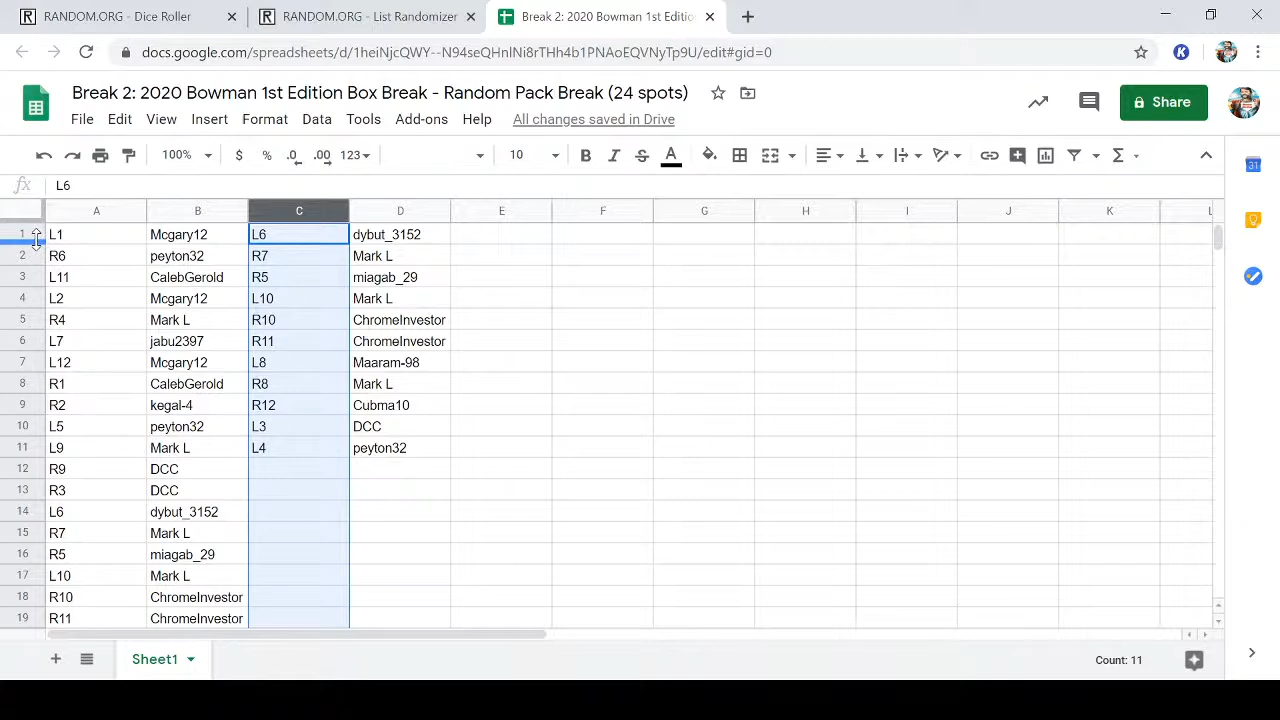 RANDOM.ORG - Dice Roller
RANDOM.ORG - List Randomizer
Break 2: 2020 Bowman 1st Editio
docs.google.com/spreadsheets/d/
/edit#gid=0
Break 2: 2020 Bowman 1st Edition Box Break - Random Pack Break (24 spots)
Share
File Edit View Insert Format Data Tools Add-ons Help All changes saved in Drive
100% $ % .0 .00 123 10 B I S A
fx L6
A B C D E F G H I J K L
1 L1 Mcgary12 L6 dybut_3152
2 R6 peyton32 R7 Mark L
3 L11 CalebGerold R5 miagab_29
4 L2 Mcgary12 L10 Mark L
5 R4 Mark L R10 ChromeInvestor
6 L7 jabu2397 R11 ChromeInvestor
7 L12 Mcgary12 L8 Maaram-98
8 R1 CalebGerold R8 Mark L
9 R2 kegal-4 R12 Cubma10
10 L5 peyton32 L3 DCC
11 L9 Mark L L4 peyton32
12 R9 DCC
13 R3 DCC
14 L6 dybut_3152
15 R7 Mark L
16 R5 miagab_29
17 L10 Mark L
18 R10 ChromeInvestor
19 R11 ChromeInvestor
Sheet1
Count: 11
31